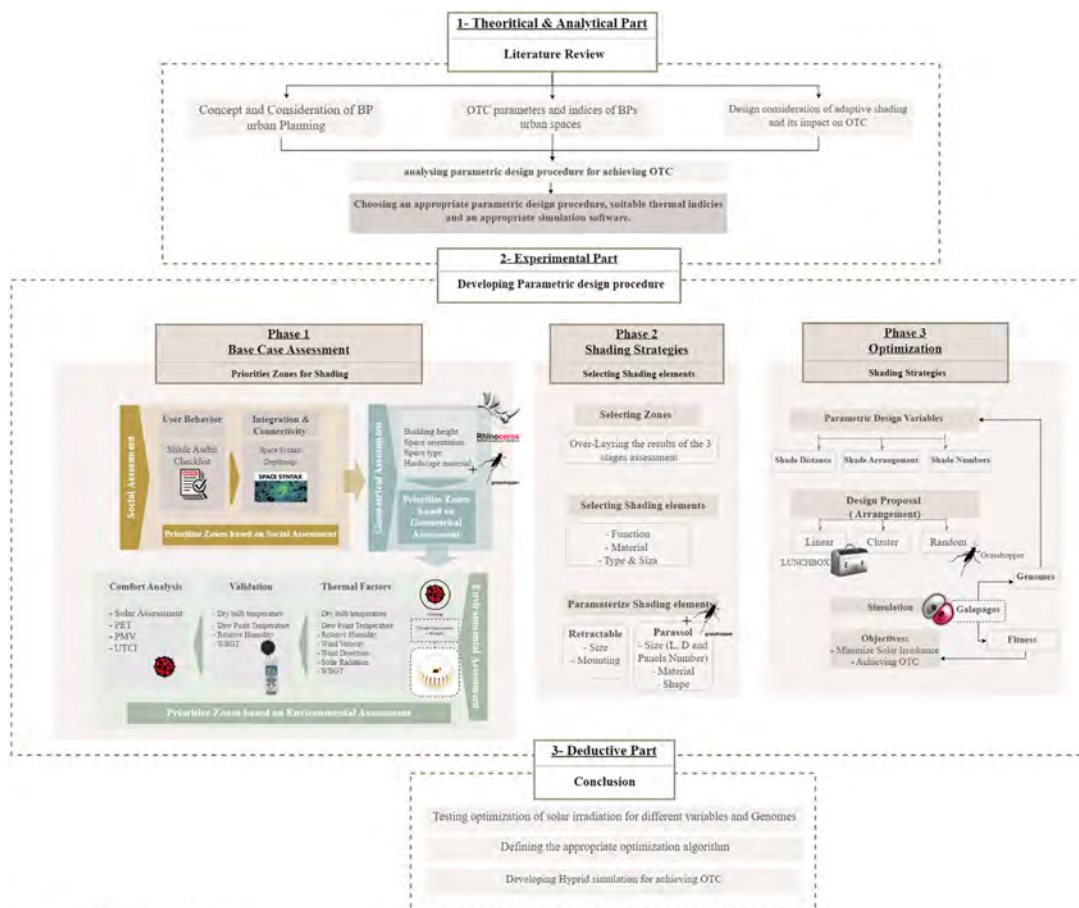 1- Theoritical & Analytical Part
Literature Review
Concept and Consideration of BP
urban Planning
OTC parameters and indices of BPs
urban spaces
Design consideration of adaptive shading
and its impact on OTC
analysing parametric design procedure for achieving OTC
Choosing an appropriate parametric design procedure, suitable thermal indicies
and an appropriate simulation software.
2- Experimental Part
Developing Parametric design procedure
Phase 1
Base Case Assessment
Priorities Zones for Shading
Social Assessment
User Behavior
Shade Audit
Checklist
Integration &
Connectivity
Space Syntax
Depthmap
SPACE SYNTAX
Prioritize Zones based on Social Assessment
Geometrical Assessment
Building height
Space orientation
Space type
Hardscape material
Rhinoceros
+
grasshopper
Prioritize Zones
based on
Geometrical
Assessment
Comfort Analysis
- Solar Assessment
- PET
- PMV
- UTCI
Validation
- Dry bulb temperature
- Dew Point Temperature
- Relative Humidity
- WBGT
Thermal Factors
- Dry bulb temperature
Dew Point Temperature
- Relative Humidity
- Wind Velocity
- Wind Direction
- Solar Radiation
- WBGT
Environmental Assessment
Prioritize Zones based on Environmental Assessment
Phase 2
Shading Strategies
Selecting Shading elements
Selecting Zones
Over-Layring the results of the 3
stages assessment
Selecting Shading elements
- Function
- Material
- Type & Siza
Paramaterize Shading elements
+
grasshopper
Retractable
- Size
- Mounting
Parassol
- Size (L, D and
Panels Number)
- Material
- Shape
Phase 3
Optimization
Shading Strategies
Parametric Design Variables
Shade Distance
Shade Arrangement
Shade Numbers
Design Proposal
( Arrangement)
Linear
Cluster
Random
LUNCHBOX
Grasshopper
Genomes
Simulation
Galapagos
Objectives:
- Minimize Solar Irradiance
- Achieving OTC
Fitness
3- Deductive Part
Conclusion
Testing optimization of solar irradiation for different variables and Genomes
Defining the appropriate optimization algorithm
Developing Hyprid simulation for achieving OTC